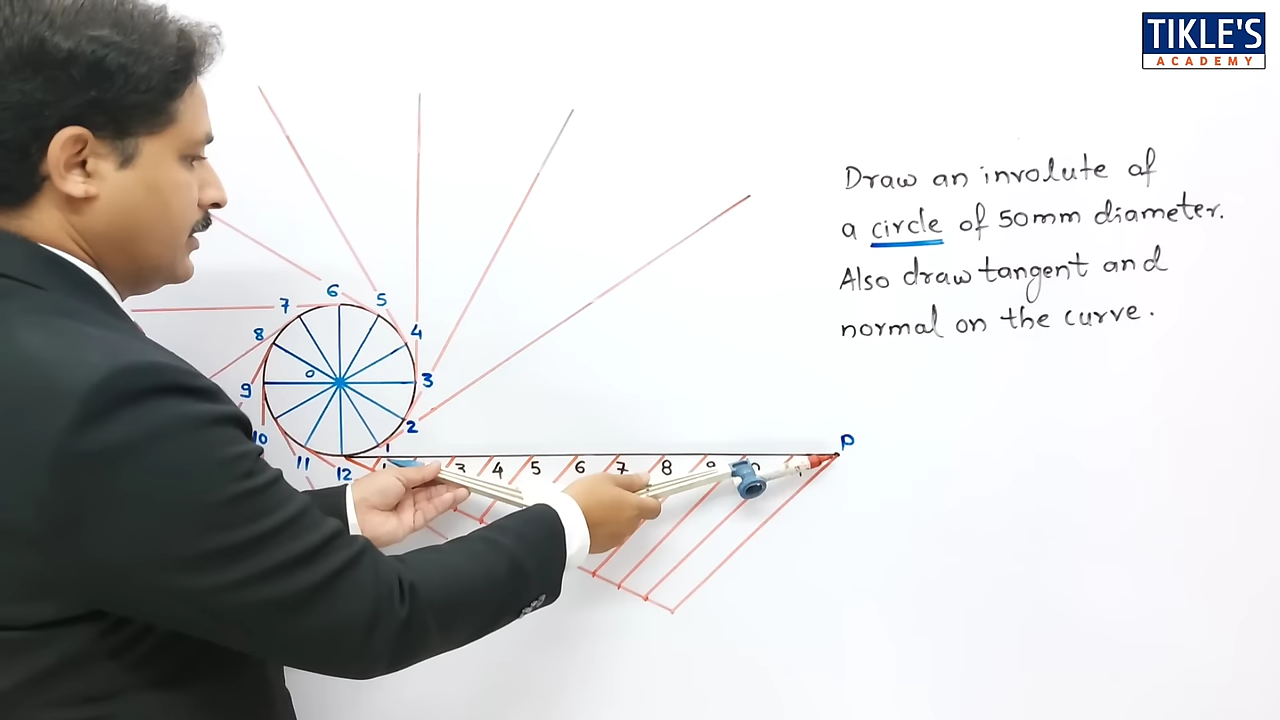 TIKLE'S
ACADEMY
Draw an involute of
a circle of 50mm diameter.
Also draw tangent and
normal on the curve.
6
5
7
4
8
3
9
2
10
1
11
12
P
3 4 5 6 7 8 9